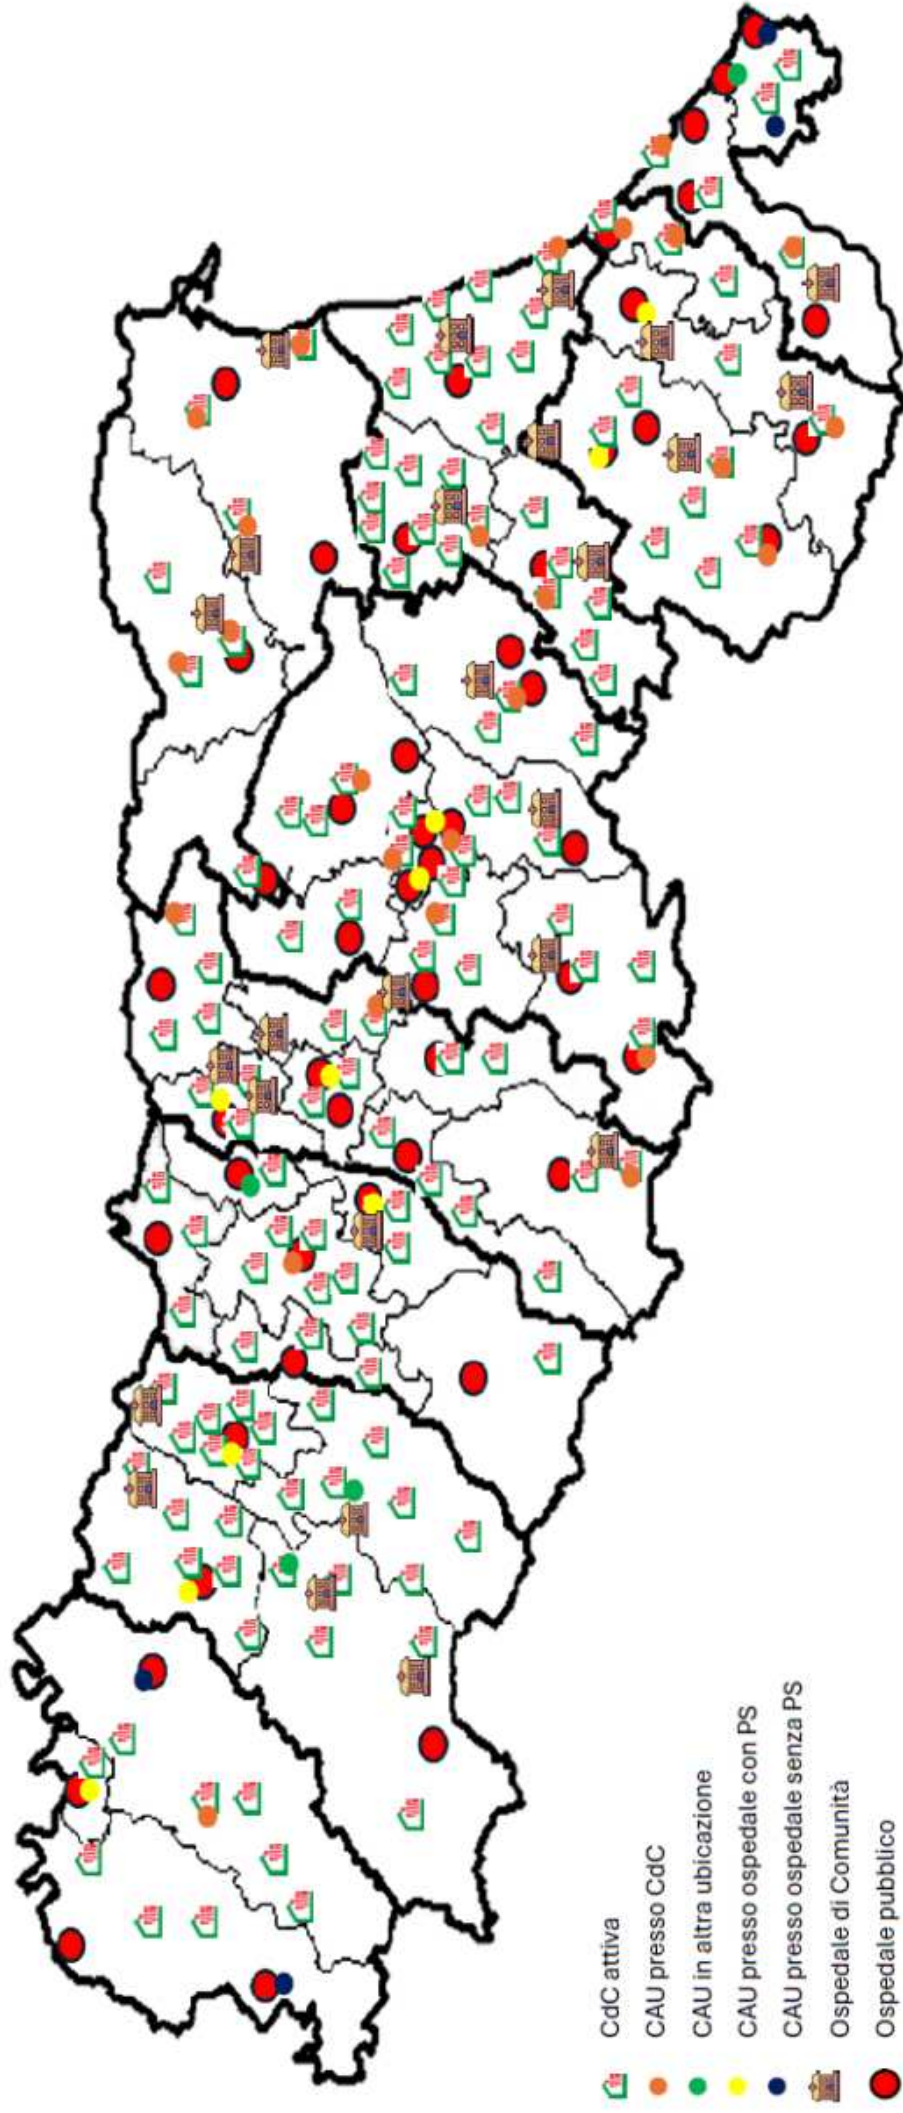 CdC attiva
CAU presso CdC
CAU in altra ubicazione
CAU presso ospedale con PS
CAU presso ospedale senza PS
Ospedale di Comunità
Ospedale pubblico